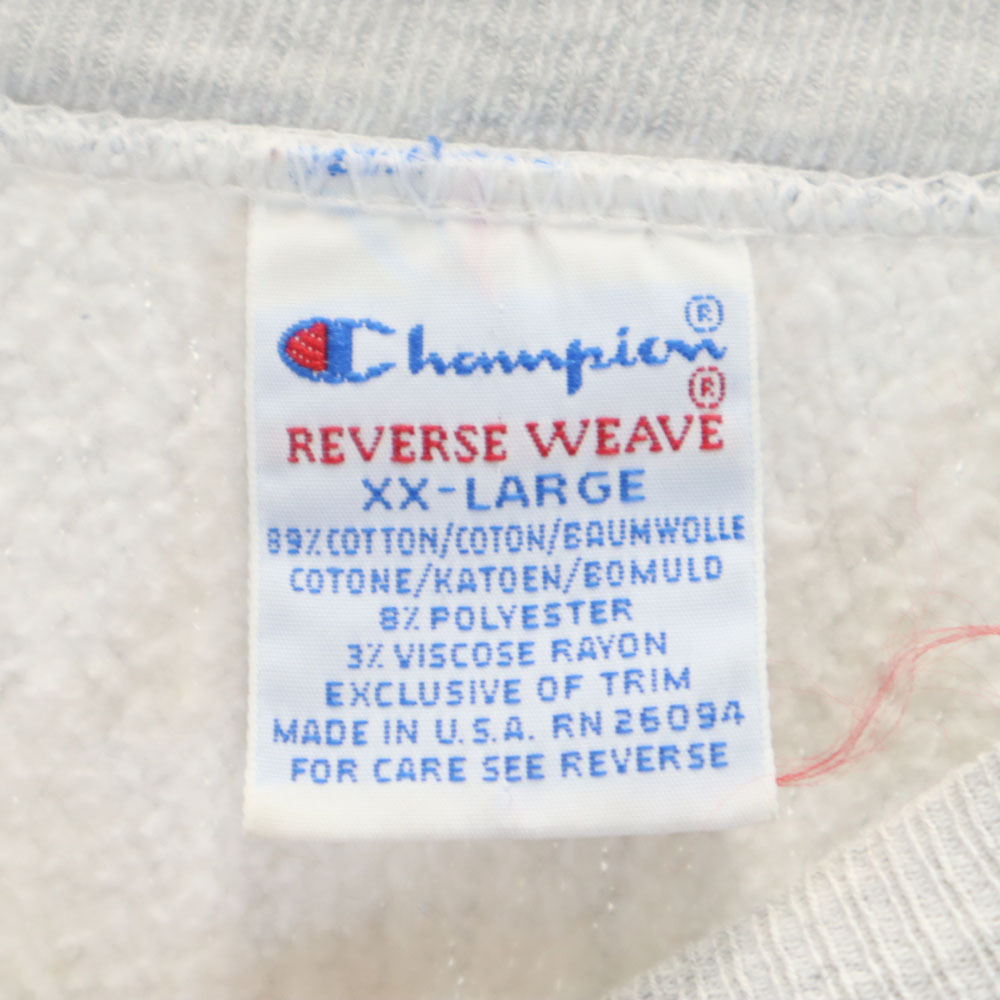 Champion®
REVERSE WEAVE®
XX-LARGE
89% COTTON/COTON/BAUMWOLLE
COTONE/KATOEN/BOMULD
8% POLYESTER
3% VISCOSE RAYON
EXCLUSIVE OF TRIM
MADE IN U.S.A. RN 26094
FOR CARE SEE REVERSE